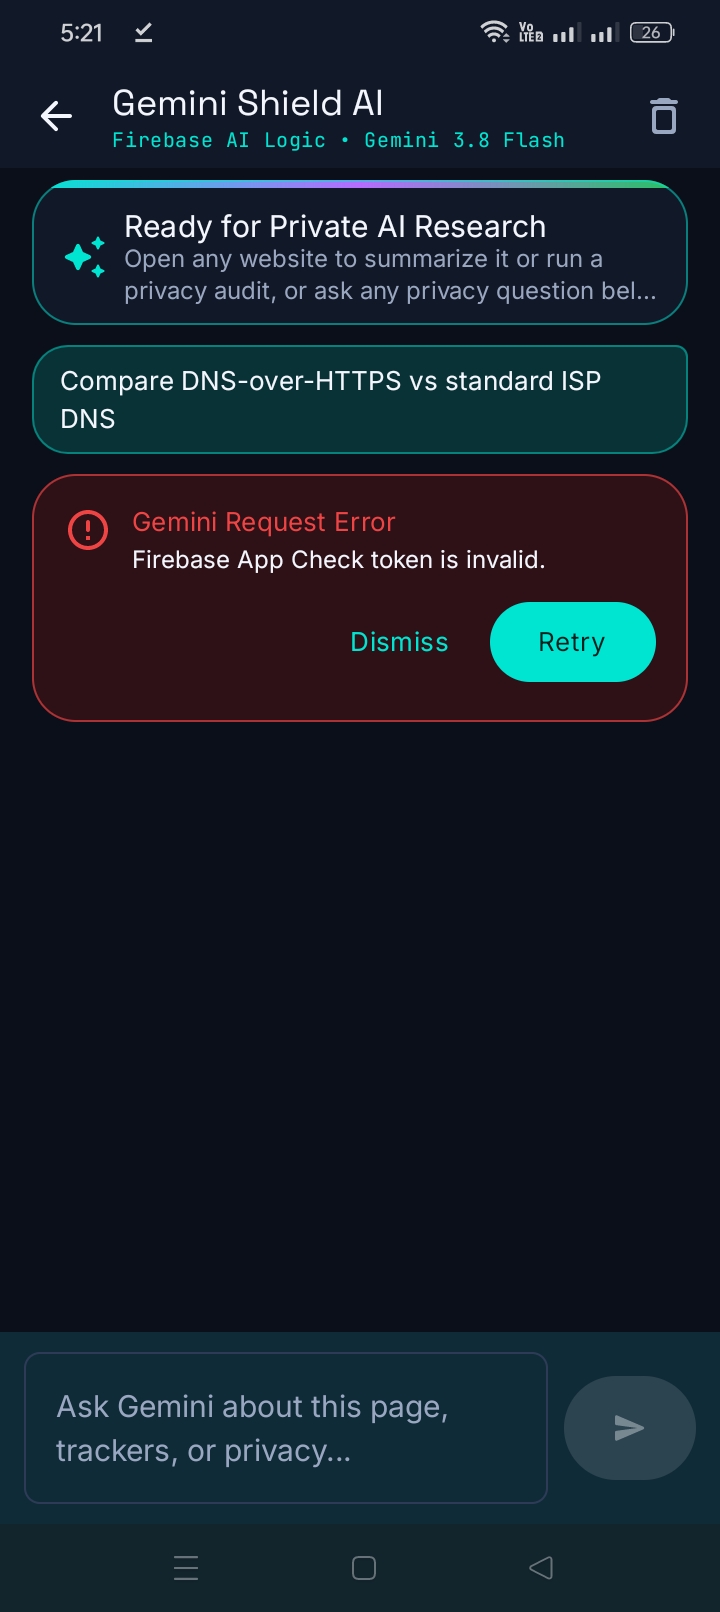 5:21
Vo
LTE2
26
Gemini Shield AI
Firebase AI Logic • Gemini 3.8 Flash
Ready for Private AI Research
Open any website to summarize it or run a
privacy audit, or ask any privacy question bel...
Compare DNS-over-HTTPS vs standard ISP
DNS
Gemini Request Error
Firebase App Check token is invalid.
Dismiss
Retry
Ask Gemini about this page,
trackers, or privacy...